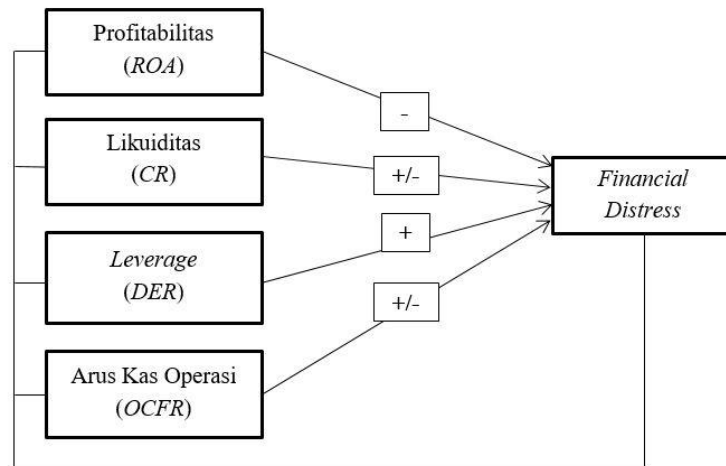 Profitabilitas
(ROA)
-
Likuiditas
(CR)
+/-
Financial
Distress
Leverage
(DER)
+
+/-
Arus Kas Operasi
(OCFR)